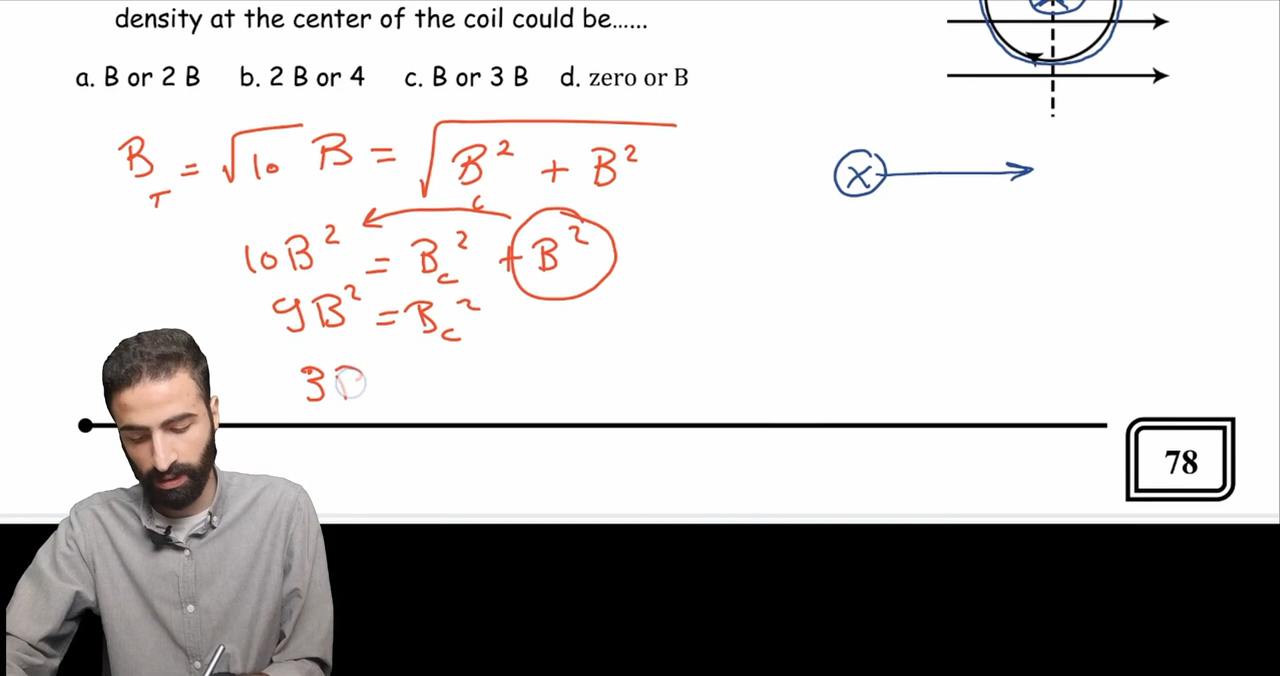 density at the center of the coil could be......
a. B or 2 B b. 2 B or 4 c. B or 3 B d. zero or B
B_T = √10 B = √(B_c² + B²)
10B² = B_c² + B²
9B² = B_c²
3B
X
78